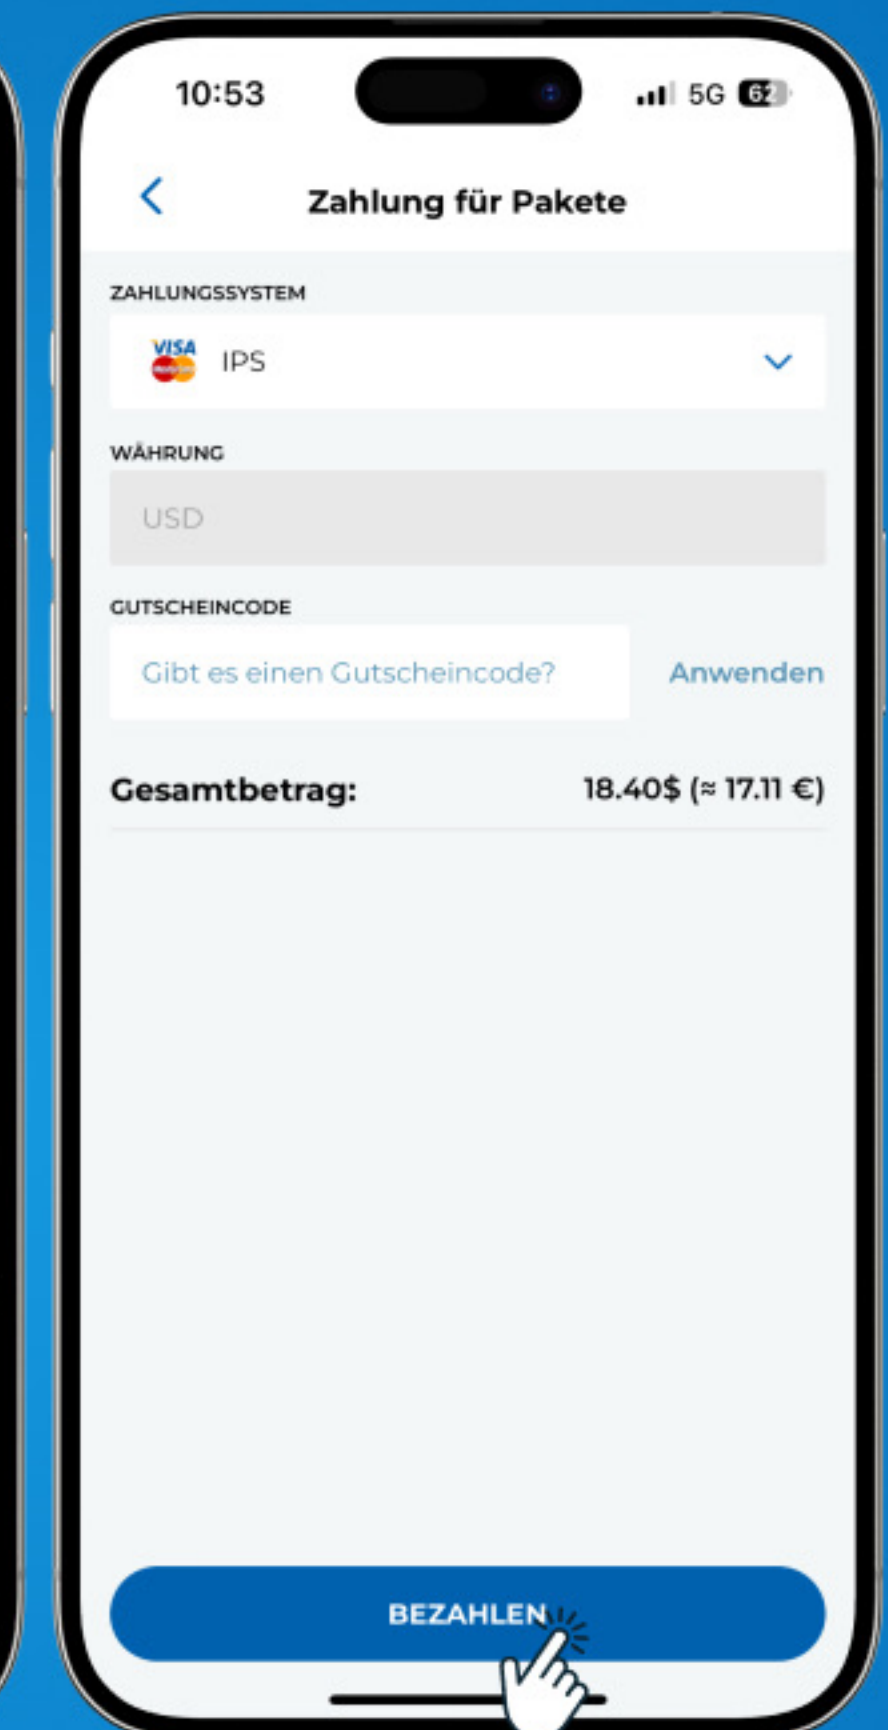 10:53 5G 62
Zahlung für Pakete
ZAHLUNGSSYSTEM
VISA
MasterCard
IPS
WÄHRUNG
USD
GUTSCHEINCODE
Gibt es einen Gutscheincode? Anwenden
Gesamtbetrag: 18.40$ (≈ 17.11 €)
BEZAHLEN